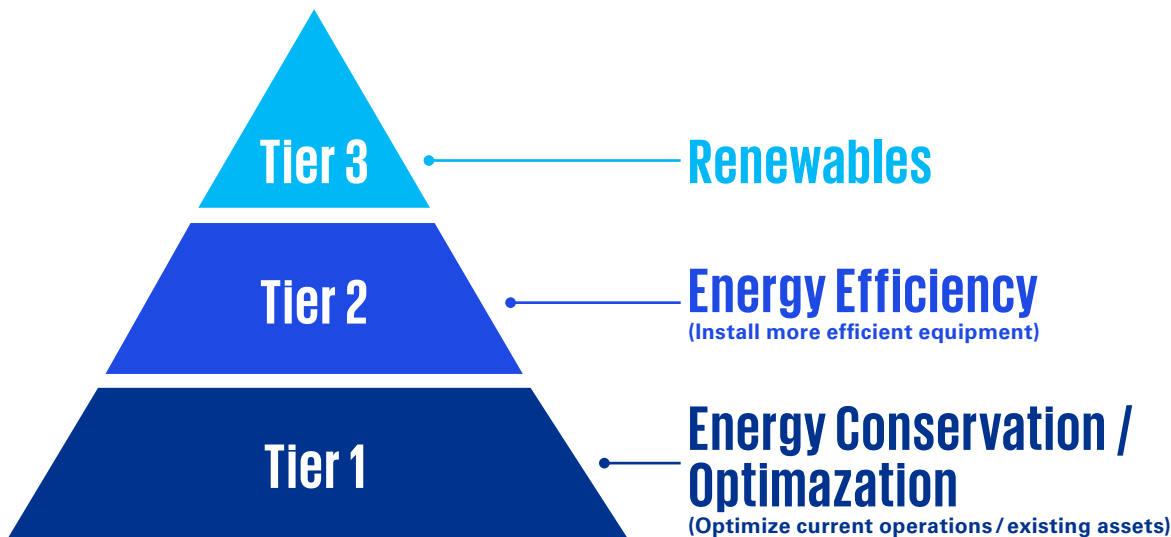 Tier 3
Renewables
Tier 2
Energy Efficiency
(Install more efficient equipment)
Tier 1
Energy Conservation /
Optimazation
(Optimize current operations / existing assets)